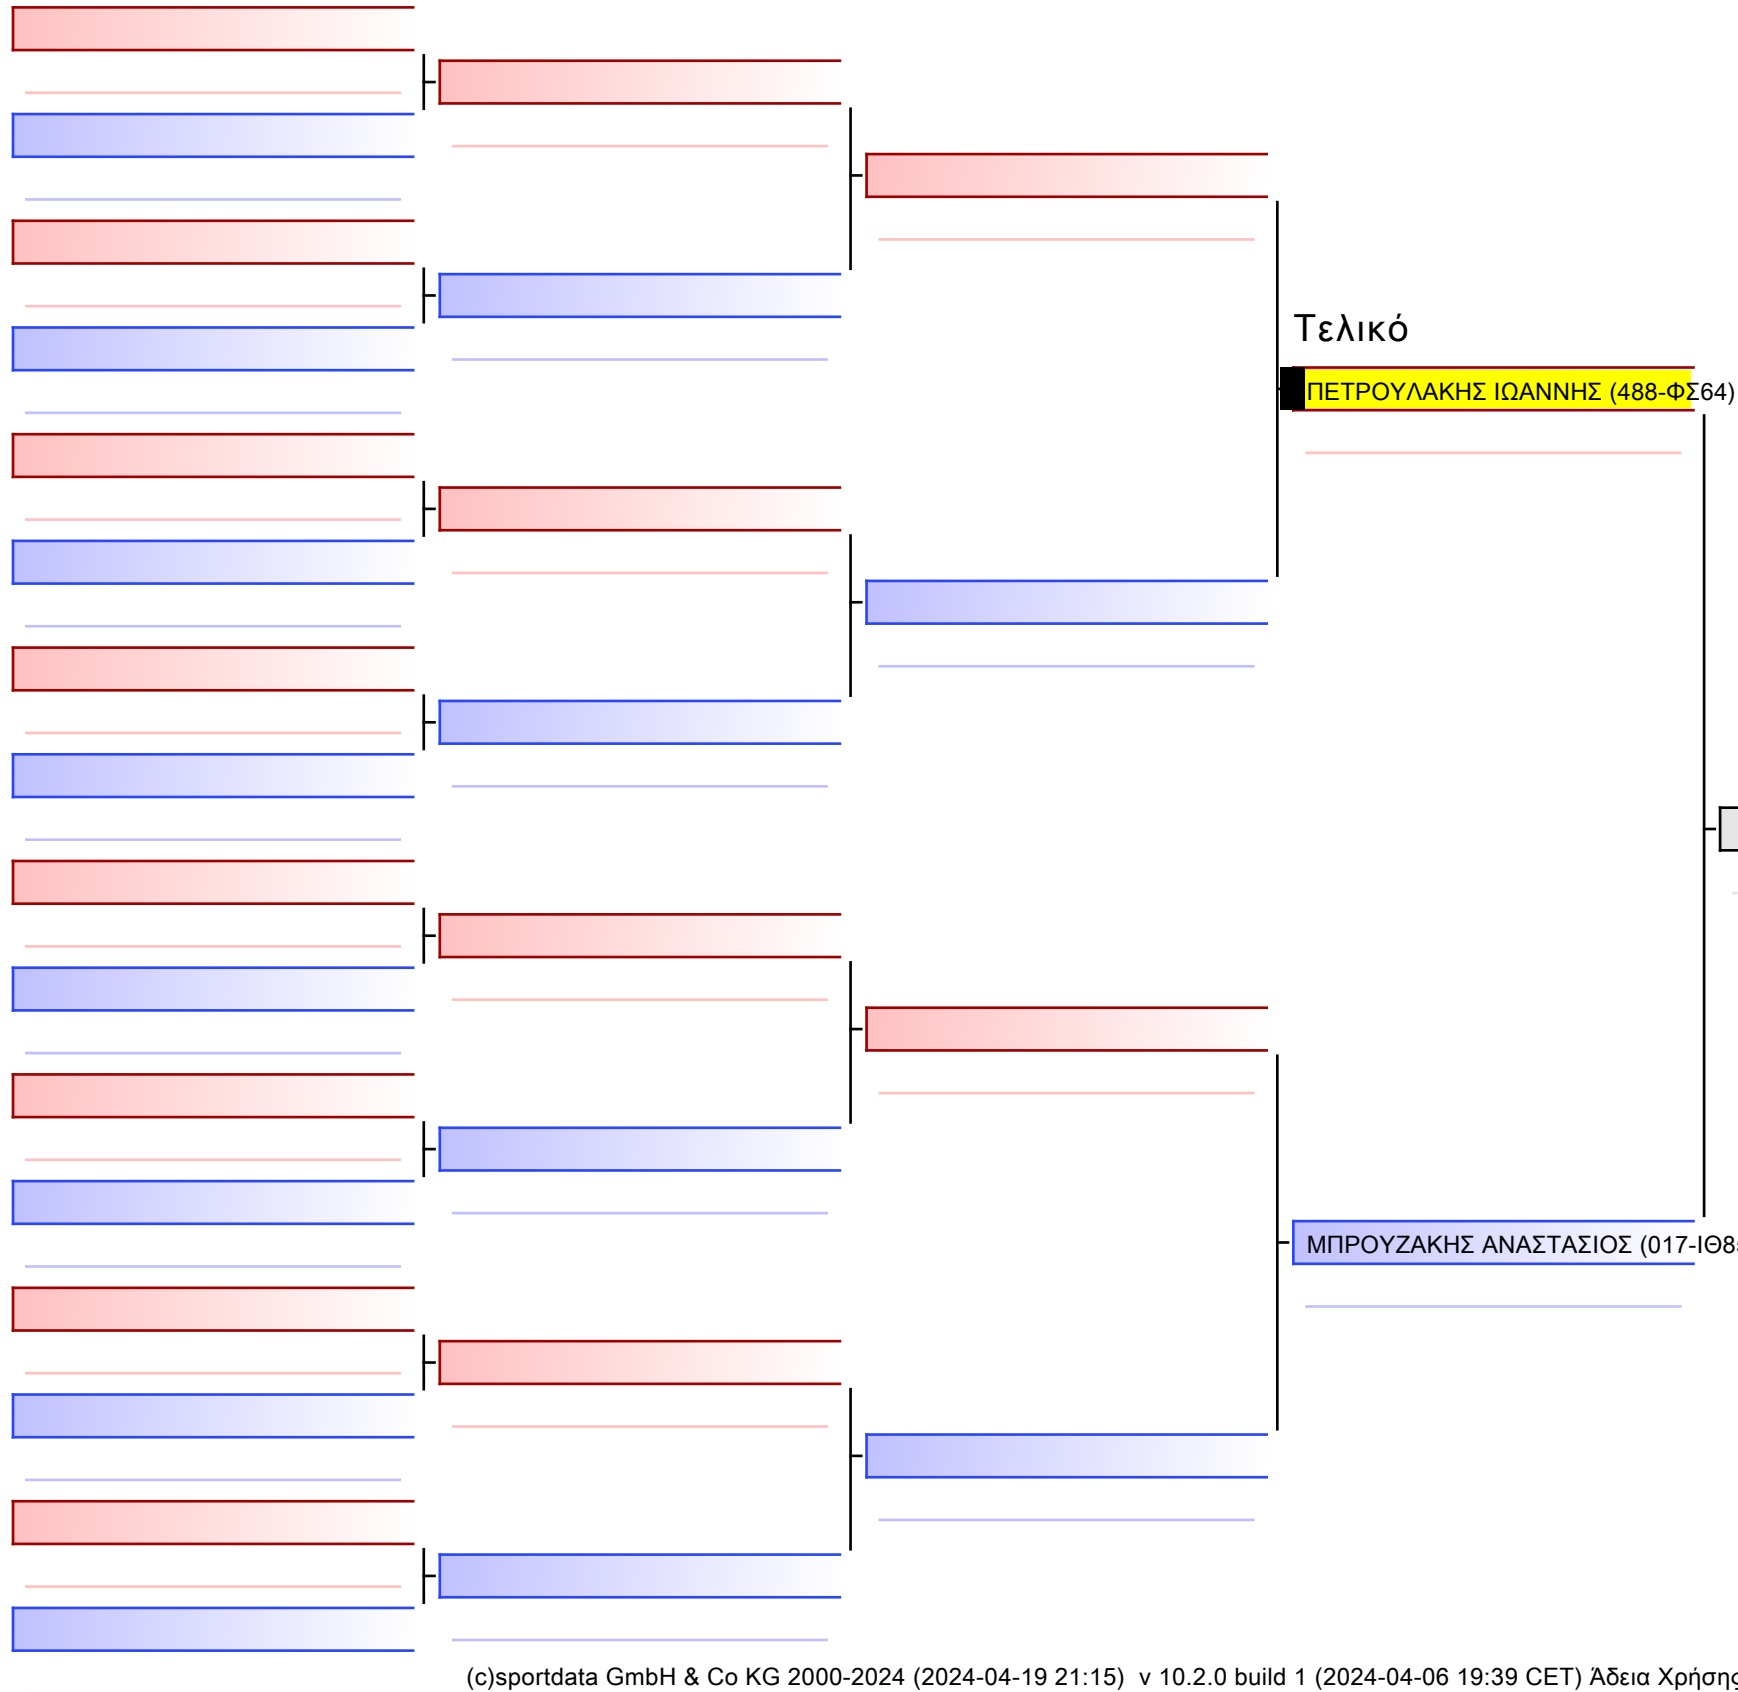 Τελικό
ΠΕΤΡΟΥΛΑΚΗΣ ΙΩΑΝΝΗΣ (488-ΦΣ64)
ΜΠΡΟΥΖΑΚΗΣ ΑΝΑΣΤΑΣΙΟΣ (017-ΙΘ8
(c)sportdata GmbH & Co KG 2000-2024 (2024-04-19 21:15) v 10.2.0 build 1 (2024-04-06 19:39 CET) Άδεια Χρήσης